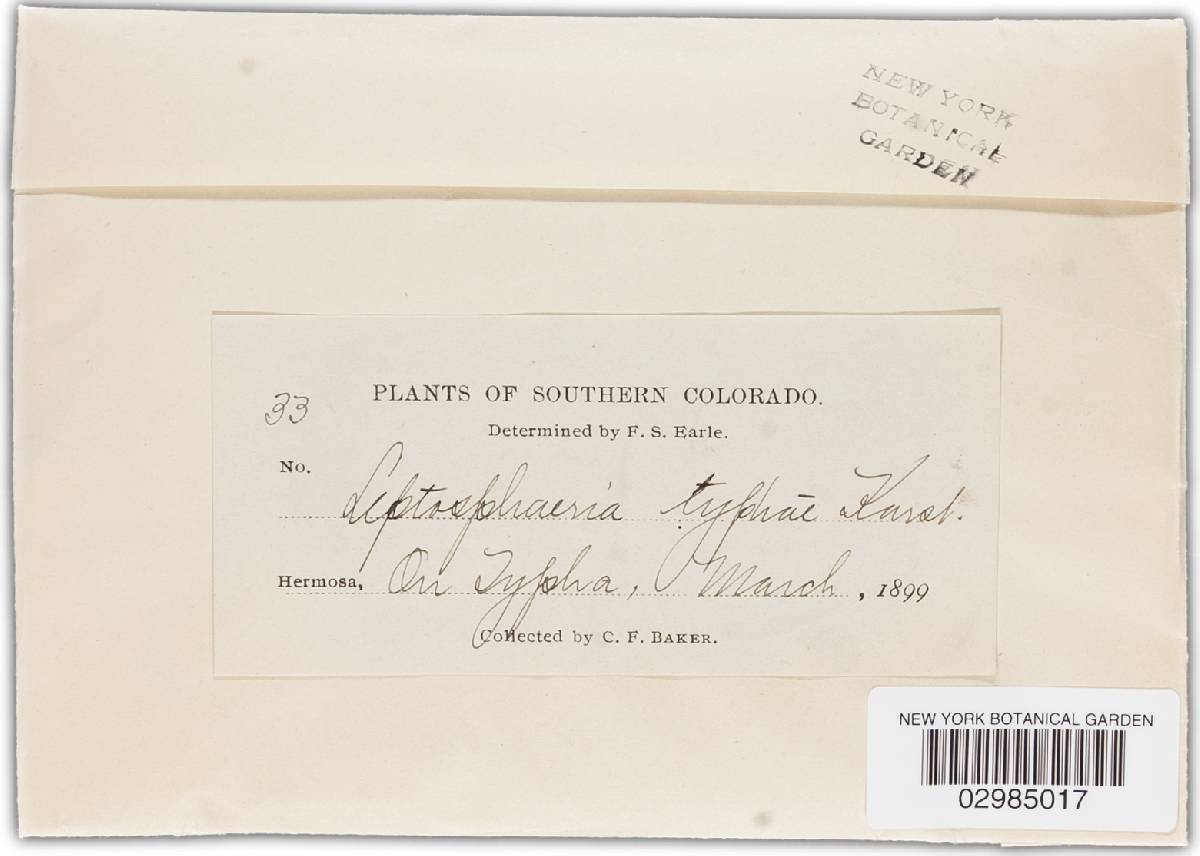 NEW YORK
BOTANICAL
GARDEN
33
PLANTS OF SOUTHERN COLORADO.
Determined by F. S. Earle.
No.
Leptosphaeria typhae Karst.
Hermosa, On Typha, March, 1899
Collected by C. F. BAKER.
NEW YORK BOTANICAL GARDEN
02985017